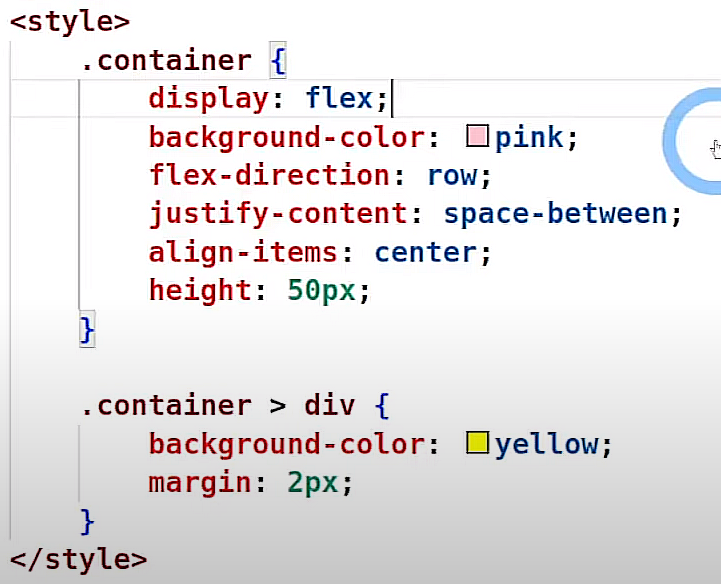 <style>
.container {
display: flex;
background-color: pink;
flex-direction: row;
justify-content: space-between;
align-items: center;
height: 50px;
}
.container > div {
background-color: yellow;
margin: 2px;
}
</style>